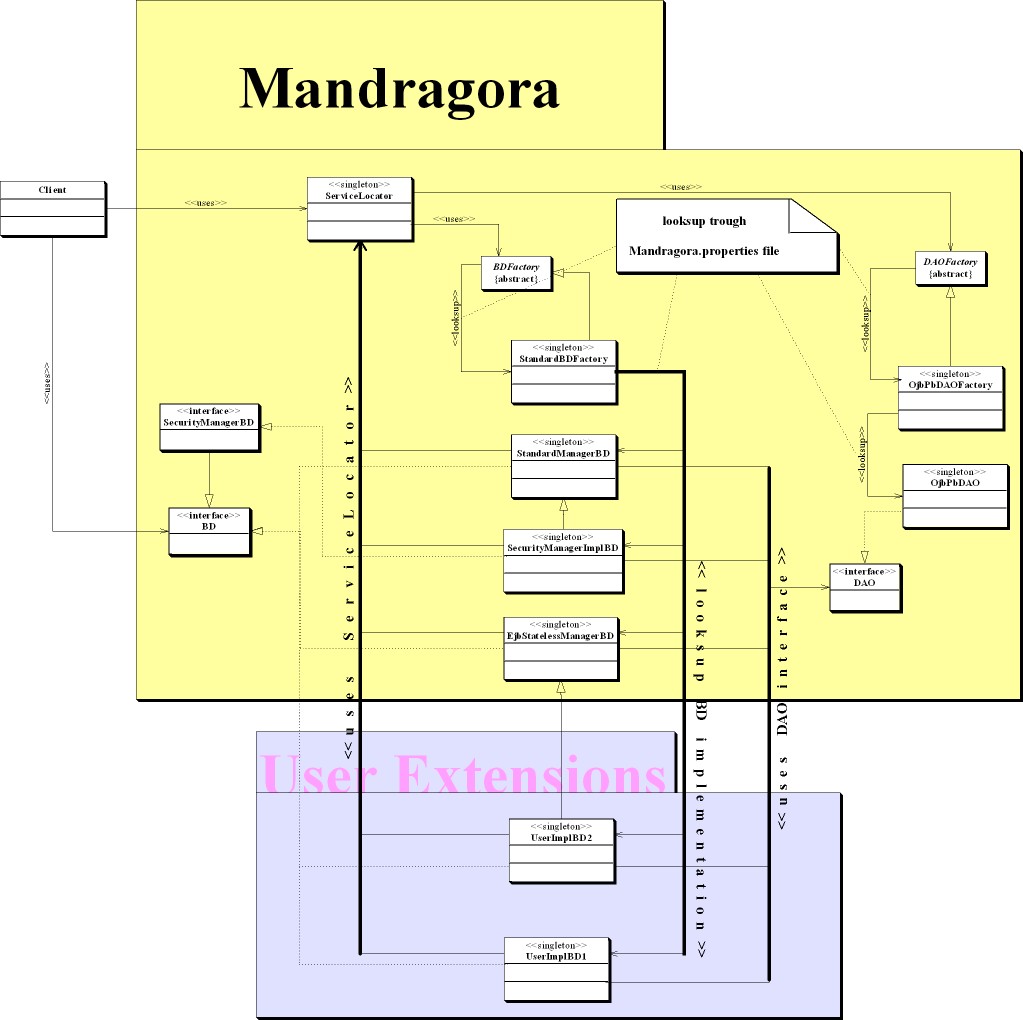 Mandragora
Client
<<uses>>
<<singleton>>
ServiceLocator
<<uses>>
<<uses>>
looksup trough
Mandragora.properties file
BDFactory
{abstract}
DAOFactory
{abstract}
<<looksup>>
<<looksup>>
<<singleton>>
StandardBDFactory
<<singleton>>
OjbPbDAOFactory
<<uses>>
<<interface>>
SecurityManagerBD
<<singleton>>
StandardManagerBD
<<looksup>>
<<singleton>>
OjbPbDAO
<<interface>>
BD
<<singleton>>
SecurityManagerImplBD
<<interface>>
DAO
<<singleton>>
EjbStatelessManagerBD
<<uses ServiceLocator>>
<<looksup BD implementation>>
<<uses DAO interface>>
User Extensions
<<singleton>>
UserImplBD2
<<singleton>>
UserImplBD1